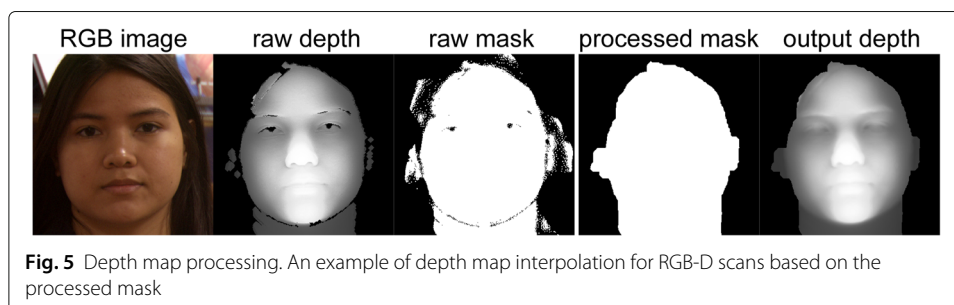 RGB image raw depth raw mask processed mask output depth
Fig. 5 Depth map processing. An example of depth map interpolation for RGB-D scans based on the
processed mask